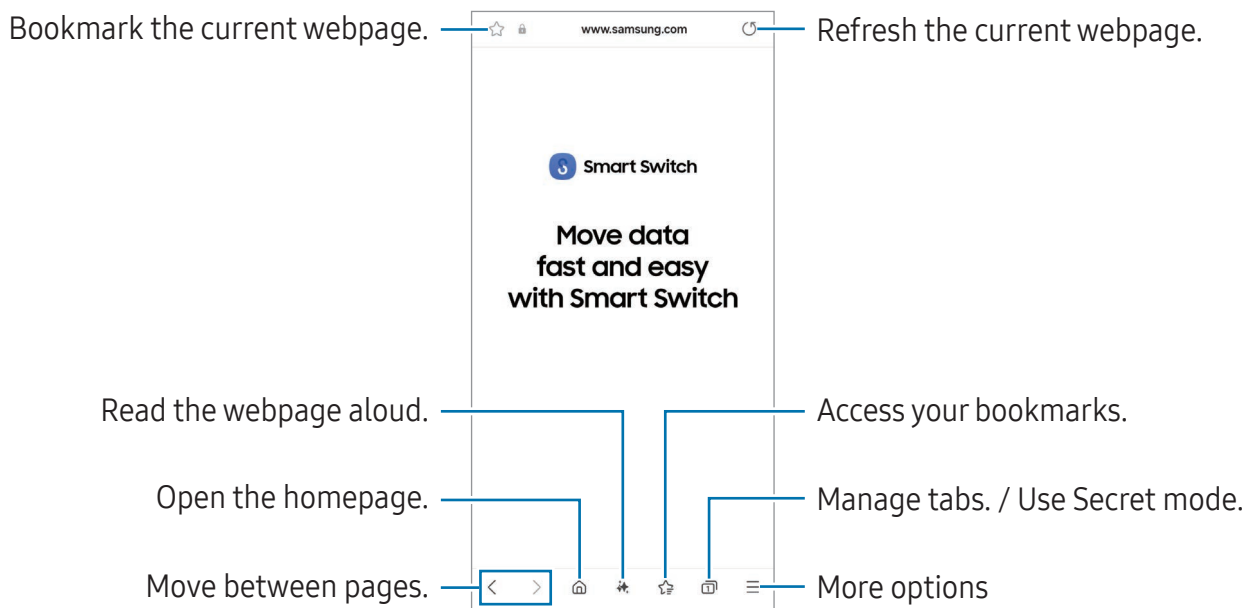 Bookmark the current webpage.
www.samsung.com
Refresh the current webpage.
Smart Switch
Move data
fast and easy
with Smart Switch
Read the webpage aloud.
Access your bookmarks.
Open the homepage.
Manage tabs. / Use Secret mode.
Move between pages.
1
More options